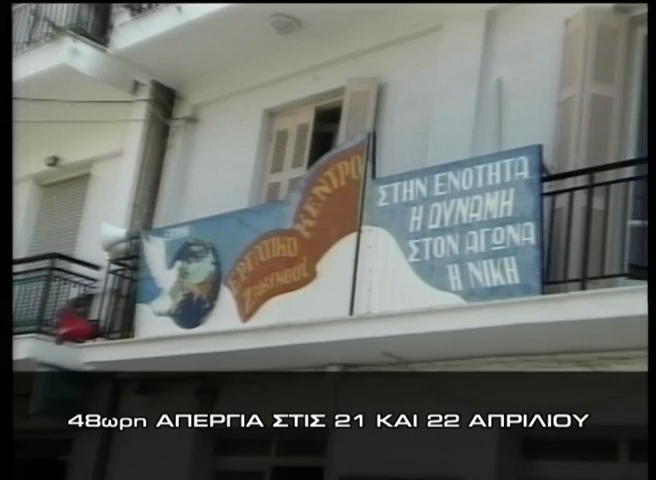 ΕΡΓΑΤΙΚΟ
ΚΕΝΤΡΟ
ΣΤΗΝ ΕΝΟΤΗΤΑ
Η ΔΥΝΑΜΗ
ΣΤΟΝ ΑΓΩΝΑ
Η ΝΙΚΗ
48ωρη ΑΠΕΡΓΙΑ ΣΤΙΣ 21 ΚΑΙ 22 ΑΠΡΙΛΙΟΥ